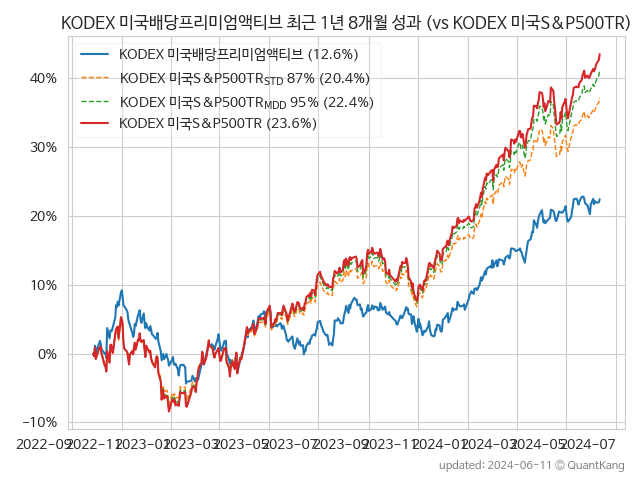 KODEX 미국배당프리미엄액티브 최근 1년 8개월 성과 (vs KODEX 미국S&P500TR)
KODEX 미국배당프리미엄액티브 (12.6%)
KODEX 미국S&P500TR_STD 87% (20.4%)
KODEX 미국S&P500TR_MDD 95% (22.4%)
KODEX 미국S&P500TR (23.6%)
40%
30%
20%
10%
0%
−10%
2022-09 2022-11 2023-01 2023-03 2023-05 2023-07 2023-09 2023-11 2024-01 2024-03 2024-05 2024-07
updated: 2024-06-11 © QuantKang